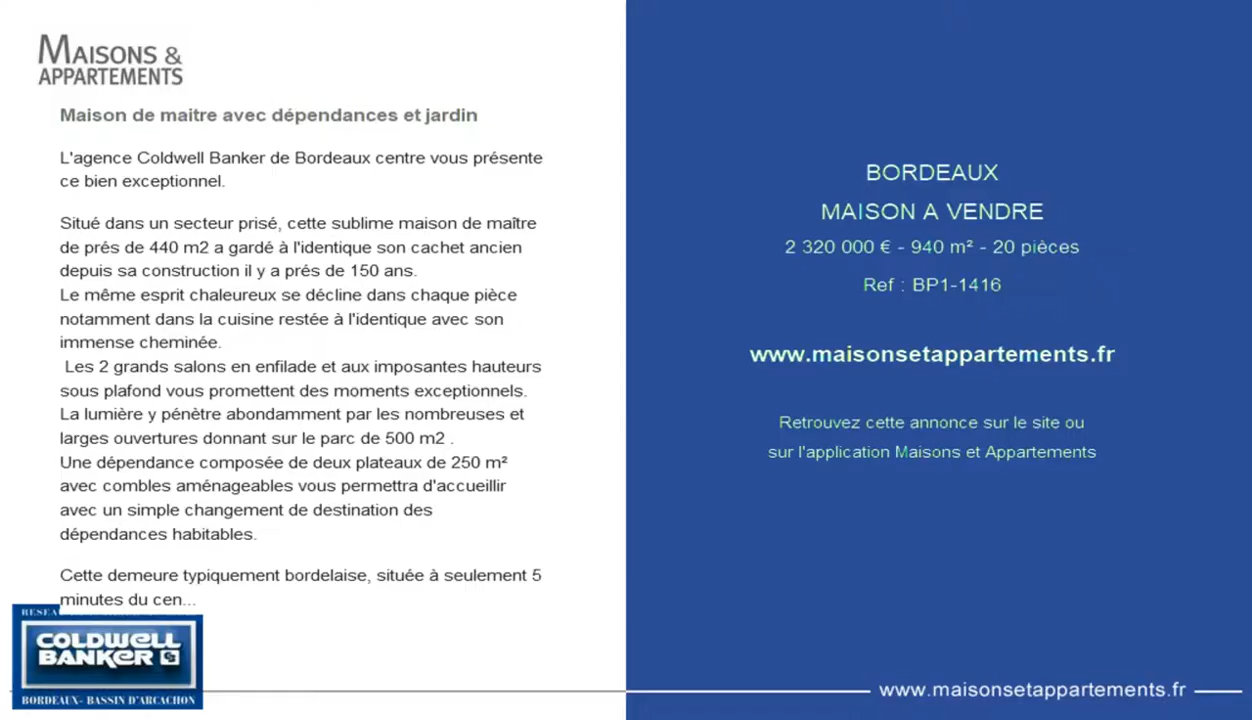 MAISONS &
APPARTEMENTS
Maison de maitre avec dépendances et jardin
L'agence Coldwell Banker de Bordeaux centre vous présente
ce bien exceptionnel.
Situé dans un secteur prisé, cette sublime maison de maître
de prés de 440 m2 a gardé à l'identique son cachet ancien
depuis sa construction il y a prés de 150 ans.
Le même esprit chaleureux se décline dans chaque pièce
notamment dans la cuisine restée à l'identique avec son
immense cheminée.
Les 2 grands salons en enfilade et aux imposantes hauteurs
sous plafond vous promettent des moments exceptionnels.
La lumière y pénètre abondamment par les nombreuses et
larges ouvertures donnant sur le parc de 500 m2 .
Une dépendance composée de deux plateaux de 250 m²
avec combles aménageables vous permettra d'accueillir
avec un simple changement de destination des
dépendances habitables.
Cette demeure typiquement bordelaise, située à seulement 5
minutes du cen...
COLDWELL
BANKER
BORDEAUX- BASSIN D'ARCACHON
BORDEAUX
MAISON A VENDRE
2 320 000 € - 940 m² - 20 pièces
Ref : BP1-1416
www.maisonsetappartements.fr
Retrouvez cette annonce sur le site ou
sur l'application Maisons et Appartements
www.maisonsetappartements.fr